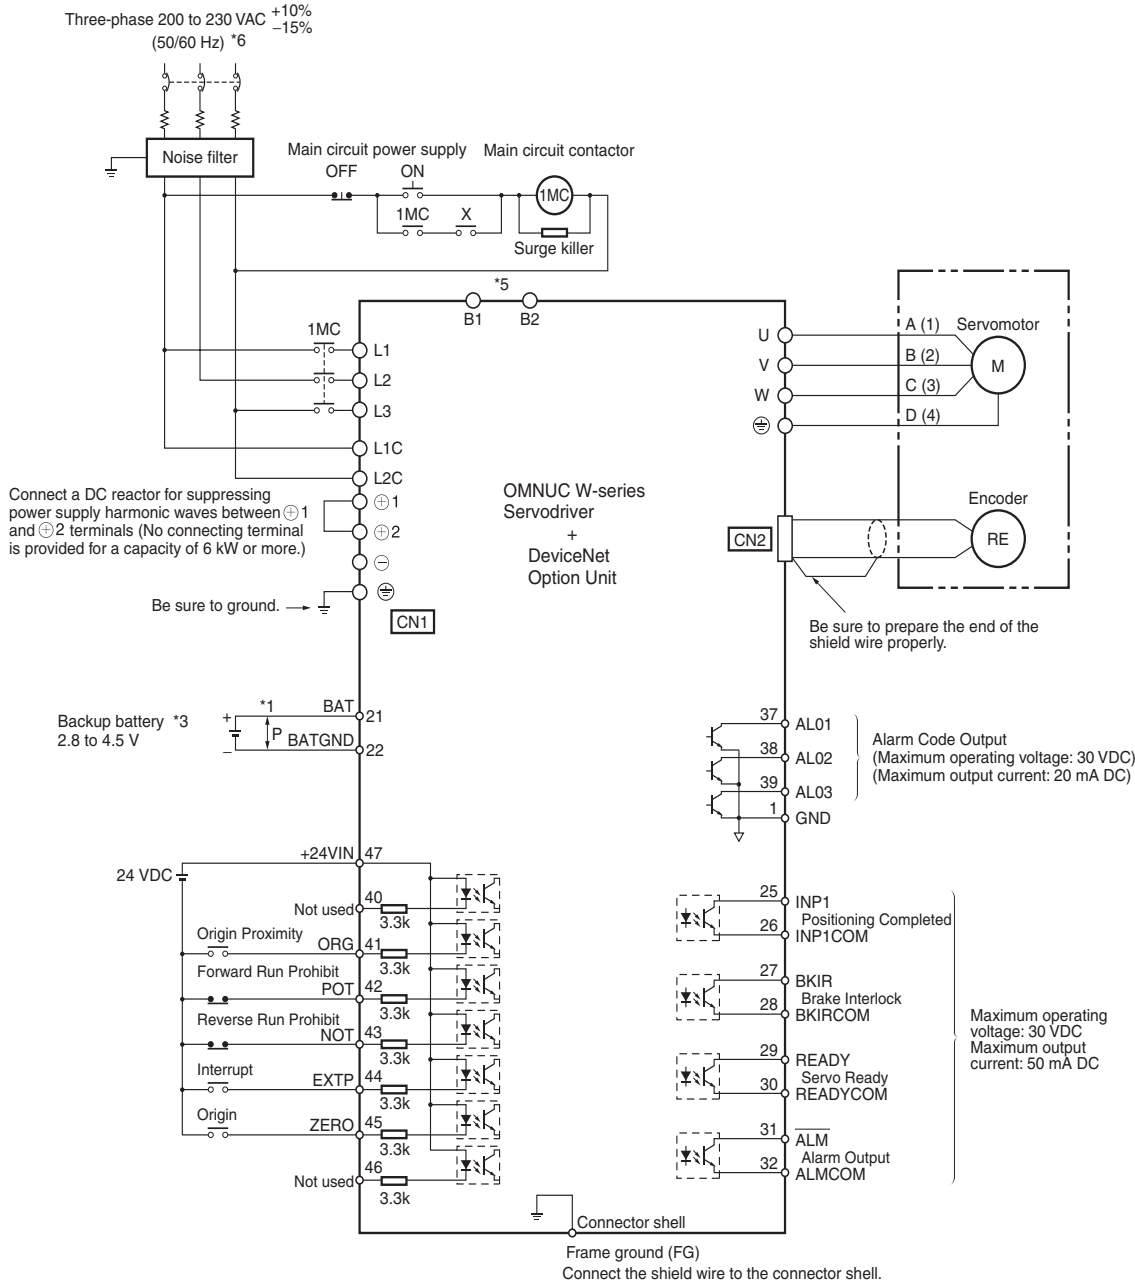 Three-phase 200 to 230 VAC +10%
−15%
(50/60 Hz) *6
Noise filter
Main circuit power supply
Main circuit contactor
OFF
ON
1MC
1MC
X
Surge killer
*5
B1
B2
1MC
L1
L2
L3
L1C
L2C
⊕1
⊕2
⊖
Connect a DC reactor for suppressing
power supply harmonic waves between ⊕1
and ⊕2 terminals (No connecting terminal
is provided for a capacity of 6 kW or more.)
Be sure to ground.
CN1
OMNUC W-series
Servodriver
+
DeviceNet
Option Unit
U
V
W
A (1)
B (2)
C (3)
D (4)
Servomotor
M
CN2
Encoder
RE
Be sure to prepare the end of the
shield wire properly.
Backup battery *3
2.8 to 4.5 V
+
−
*1
P
BAT
21
BATGND
22
37
AL01
38
AL02
39
AL03
1
GND
Alarm Code Output
(Maximum operating voltage: 30 VDC)
(Maximum output current: 20 mA DC)
24 VDC
+24VIN 47
Not used
40
3.3k
Origin Proximity
ORG 41
3.3k
Forward Run Prohibit
POT 42
3.3k
Reverse Run Prohibit
NOT 43
3.3k
Interrupt
EXTP 44
3.3k
Origin
ZERO 45
3.3k
Not used
46
3.3k
25
INP1
Positioning Completed
26
INP1COM
27
BKIR
Brake Interlock
28
BKIRCOM
29
READY
Servo Ready
30
READYCOM
31
ALM
Alarm Output
32
ALMCOM
Maximum operating
voltage: 30 VDC
Maximum output
current: 50 mA DC
Connector shell
Frame ground (FG)
Connect the shield wire to the connector shell.